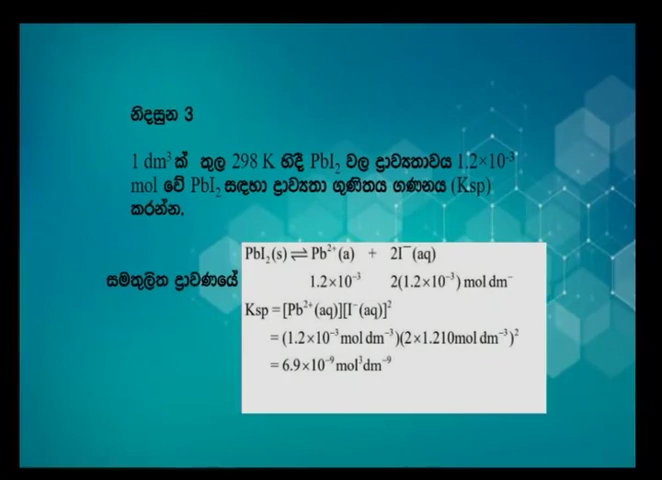 නිදසුන 3
1 dm³ ක් තුල 298 K හිදී PbI₂ වල ද්‍රාව්‍යතාවය 1.2×10⁻³
mol වේ PbI₂ සඳහා ද්‍රාව්‍යතා ගුණිතය ගණනය (Ksp)
කරන්න.
PbI₂(s) ⇌ Pb²⁺(a) + 2I⁻(aq)
සමතුලිත ද්‍රාවණයේ 1.2×10⁻³ 2(1.2×10⁻³) mol dm⁻
Ksp = [Pb²⁺(aq)][I⁻(aq)]²
= (1.2×10⁻³ mol dm⁻³)(2×1.210mol dm⁻³)²
= 6.9×10⁻⁹ mol³dm⁻⁹